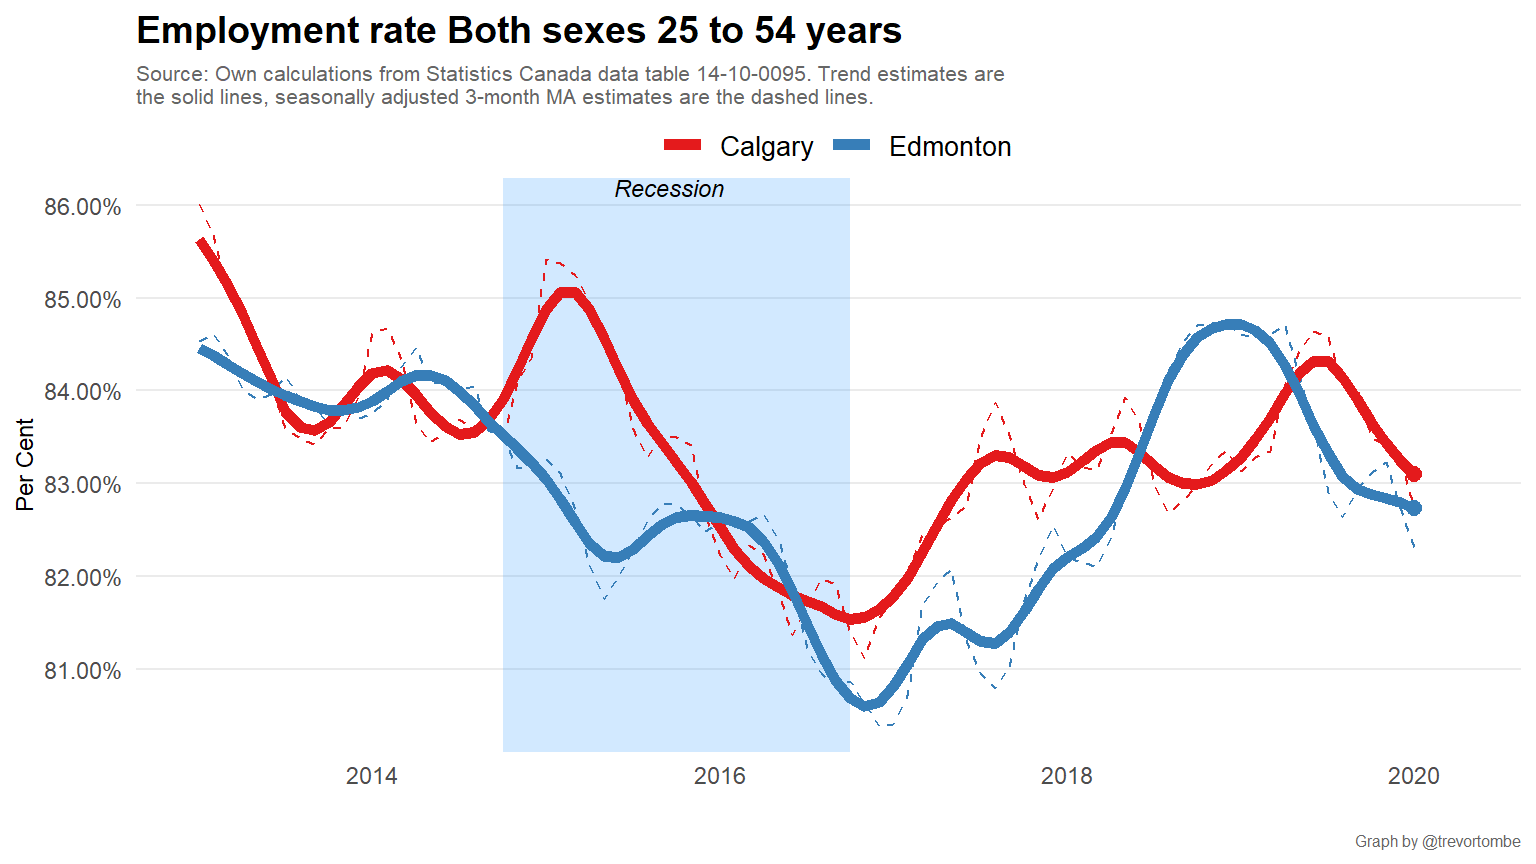 Employment rate Both sexes 25 to 54 years
Source: Own calculations from Statistics Canada data table 14-10-0095. Trend estimates are
the solid lines, seasonally adjusted 3-month MA estimates are the dashed lines.
Calgary Edmonton
Recession
86.00%
85.00%
84.00%
83.00%
82.00%
81.00%
Per Cent
2014 2016 2018 2020
Graph by @trevortombe